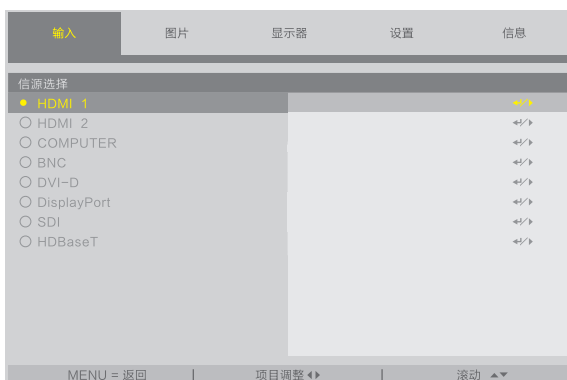 输入 图片 显示器 设置 信息
信源选择
HDMI 1
HDMI 2
COMPUTER
BNC
DVI-D
DisplayPort
SDI
HDBaseT
MENU = 返回 | 项目调整 | 滚动